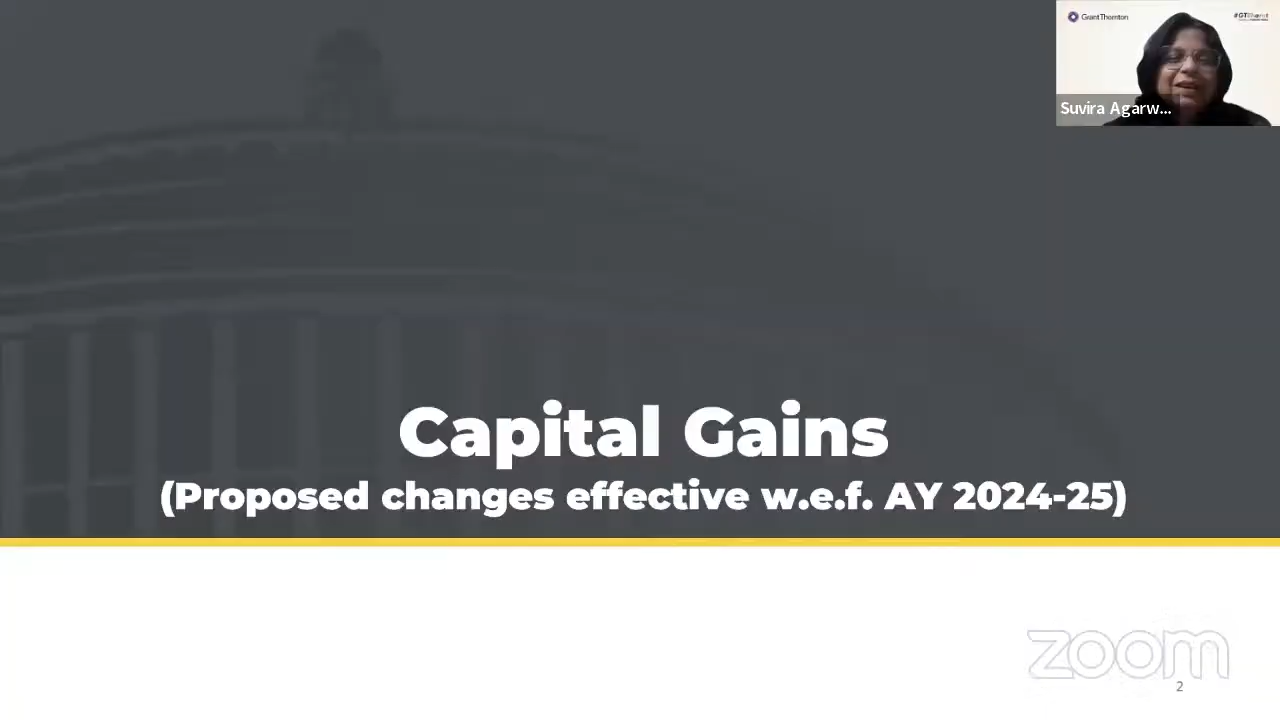 Grant Thornton
Suvira Agarw...
Capital Gains
(Proposed changes effective w.e.f. AY 2024-25)
zoom
2